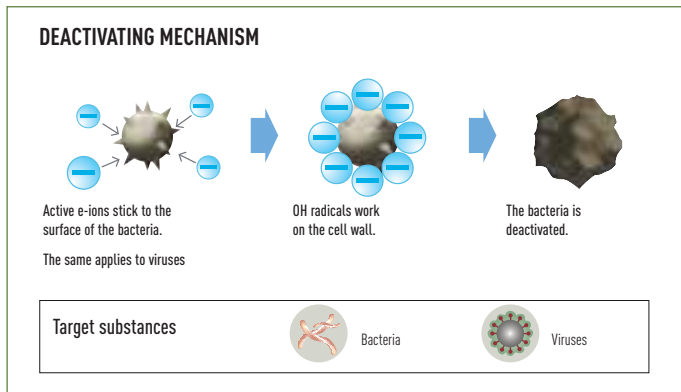 DEACTIVATING MECHANISM
Active e-ions stick to the
surface of the bacteria.
The same applies to viruses
OH radicals work
on the cell wall.
The bacteria is
deactivated.
Target substances
Bacteria
Viruses